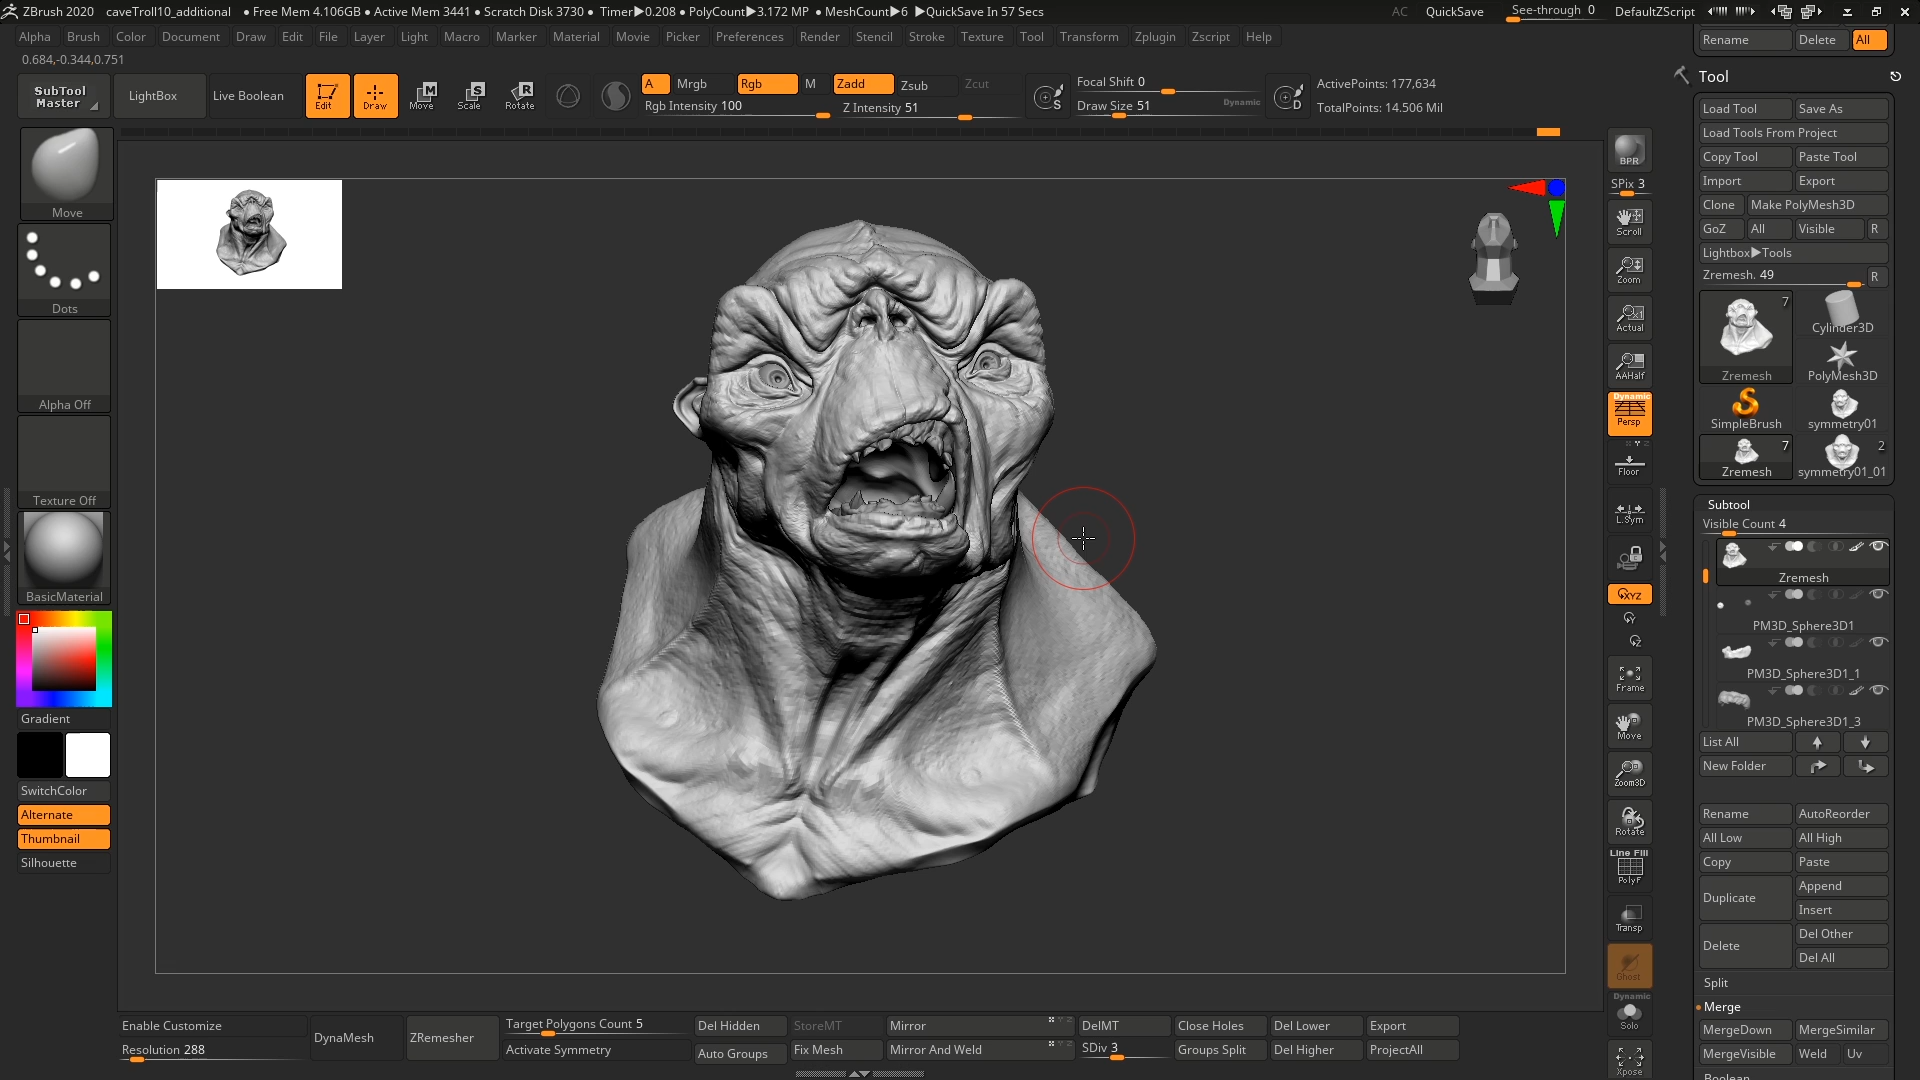 ZBrush 2020 caveTroll10_additional ● Free Mem 4.106GB ● Active Mem 3441 ● Scratch Disk 3730 ● Timer▶0.208 ● PolyCount▶3.172 MP ● MeshCount▶6 ▶QuickSave In 57 Secs AC QuickSave See-through 0 DefaultZScript
Alpha Brush Color Document Draw Edit File Layer Light Macro Marker Material Movie Picker Preferences Render Stencil Stroke Texture Tool Transform Zplugin Zscript Help
0.684,-0.344,0.751
SubTool Master
LightBox
Live Boolean
Edit
Draw
Move
Scale
Rotate
A Mrgb Rgb M Zadd Zsub Zcut
Rgb Intensity 100 Z Intensity 51
Focal Shift 0
Draw Size 51 Dynamic
ActivePoints: 177,634
TotalPoints: 14.506 Mil
Move
Dots
Alpha Off
Texture Off
BasicMaterial
Gradient
SwitchColor
Alternate
Thumbnail
Silhouette
BPR
SPix 3
Scroll
Zoom
Actual
AAHalf
Dynamic
Persp
Floor
L.Sym
XYZ
Frame
Move
Zoom3D
Rotate
Line Fill
PolyF
Transp
Ghost
Dynamic
Solo
Xpose
Rename Delete All
Tool
Load Tool Save As
Load Tools From Project
Copy Tool Paste Tool
Import Export
Clone Make PolyMesh3D
GoZ All Visible R
Lightbox▶Tools
Zremesh. 49 R
7
Zremesh
Cylinder3D
PolyMesh3D
SimpleBrush
symmetry01
7 2
Zremesh symmetry01_01
Subtool
Visible Count 4
Zremesh
PM3D_Sphere3D1
PM3D_Sphere3D1_1
PM3D_Sphere3D1_3
List All
New Folder
Rename AutoReorder
All Low All High
Copy Paste
Duplicate
Append
Insert
Delete
Del Other
Del All
Split
Merge
MergeDown MergeSimilar
MergeVisible Weld Uv
Boolean
Enable Customize
Resolution 288
DynaMesh
ZRemesher
Target Polygons Count 5
Activate Symmetry
Del Hidden StoreMT Mirror DelMT Close Holes Del Lower Export
Auto Groups Fix Mesh Mirror And Weld SDiv 3 Groups Split Del Higher ProjectAll